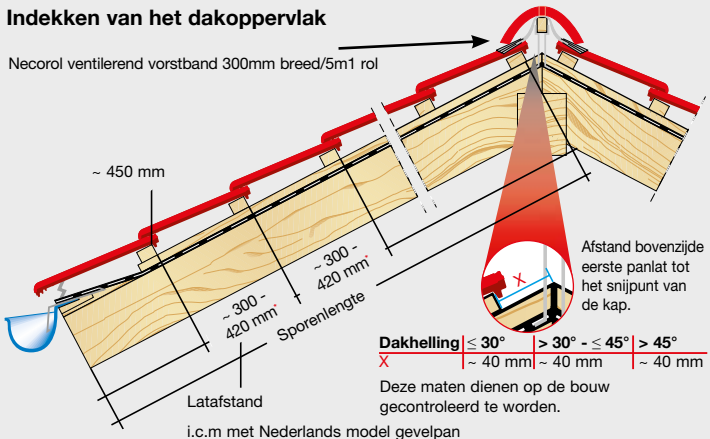 Indekken van het dakoppervlak
Necorol ventilerend vorstband 300mm breed/5m1 rol
~ 450 mm
~ 300 -
420 mm*
~ 300 -
420 mm*
Sporenlengte
Latafstand
i.c.m met Nederlands model gevelpan
X
Afstand bovenzijde
eerste panlat tot
het snijpunt van
de kap.
Dakhelling ≤ 30° > 30° - ≤ 45° > 45°
X ~ 40 mm ~ 40 mm ~ 40 mm
Deze maten dienen op de bouw
gecontroleerd te worden.